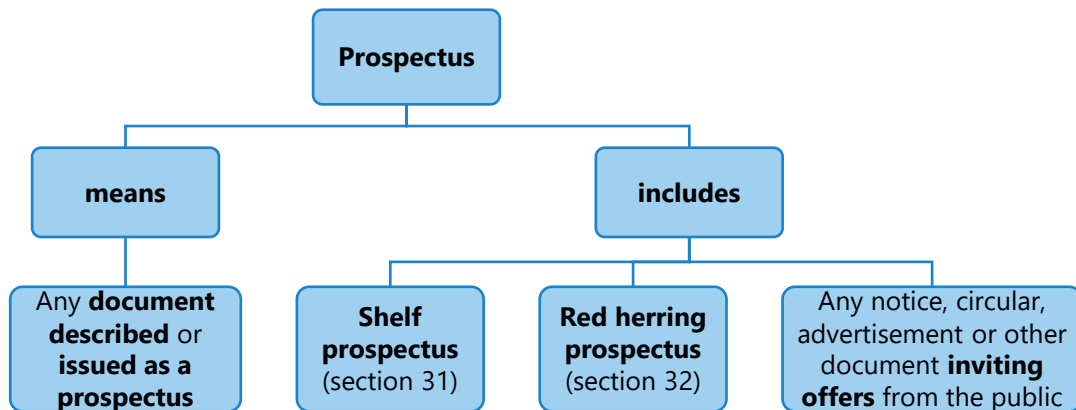 Prospectus
means
includes
Any document
described or
issued as a
prospectus
Shelf
prospectus
(section 31)
Red herring
prospectus
(section 32)
Any notice, circular,
advertisement or other
document inviting
offers from the public